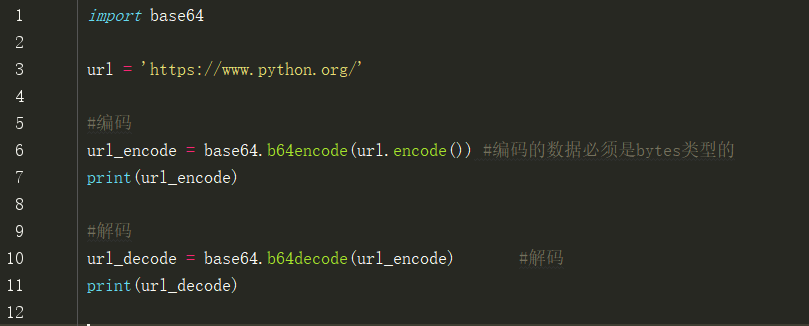 1 import base64
2
3 url = 'https://www.python.org/'
4
5 #编码
6 url_encode = base64.b64encode(url.encode()) #编码的数据必须是bytes类型的
7 print(url_encode)
8
9 #解码
10 url_decode = base64.b64decode(url_encode) #解码
11 print(url_decode)
12